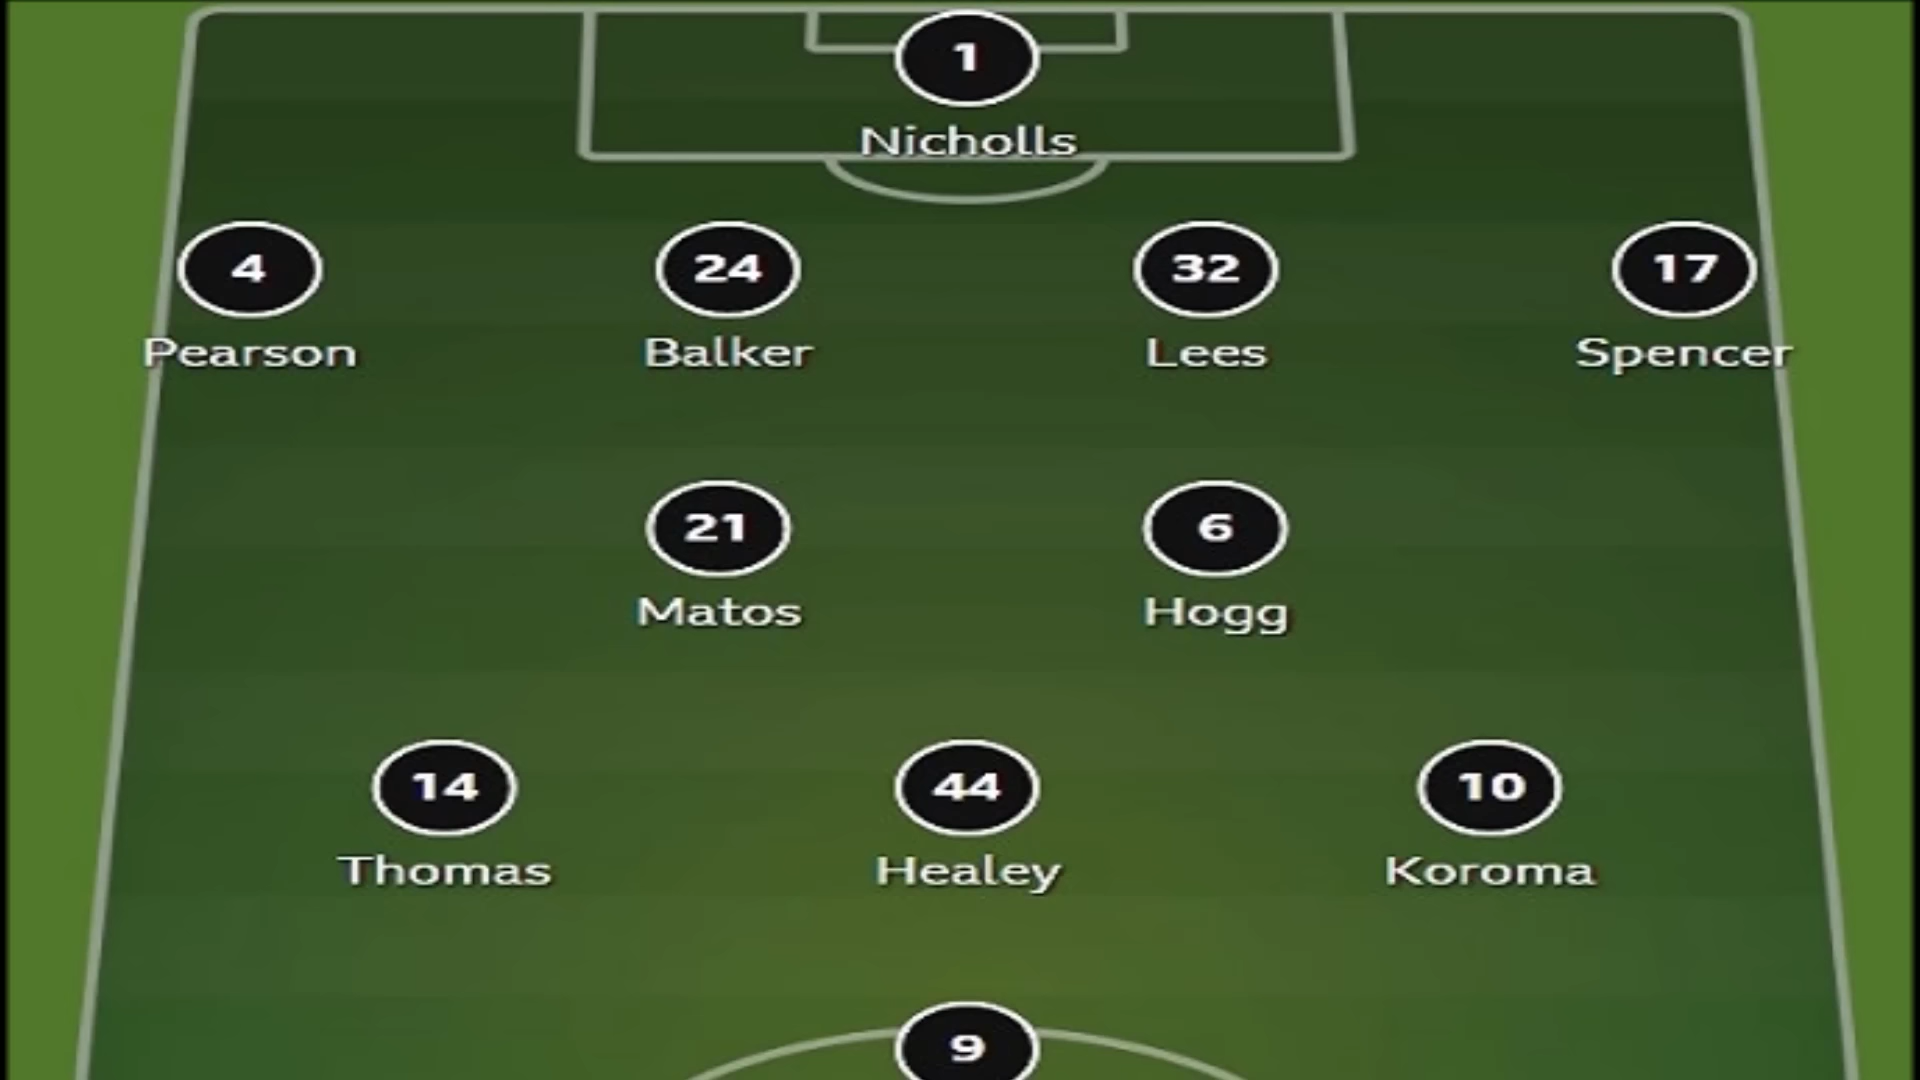 1
Nicholls
4 24 32 17
Pearson Balker Lees Spencer
21 6
Matos Hogg
14 44 10
Thomas Healey Koroma
9